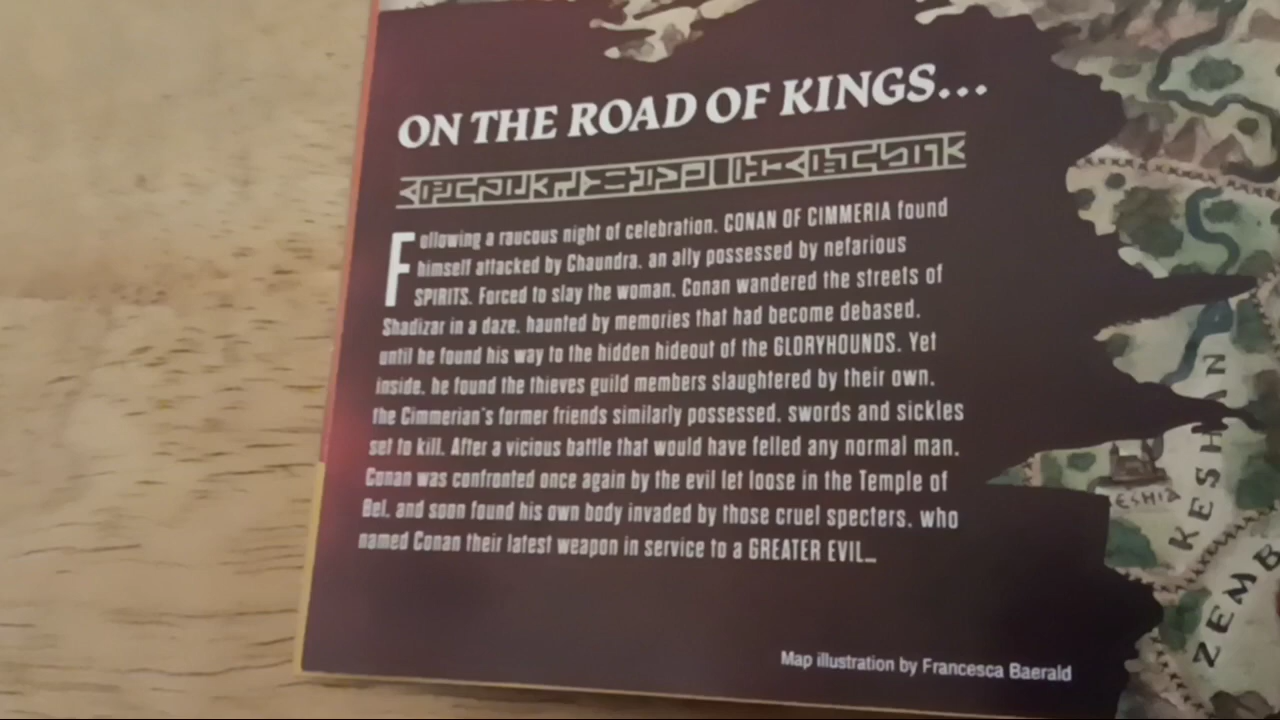 ON THE ROAD OF KINGS...
Following a raucous night of celebration, CONAN OF CIMMERIA found
himself attacked by Chaundra, an ally possessed by nefarious
SPIRITS. Forced to slay the woman, Conan wandered the streets of
Shadizar in a daze, haunted by memories that had become debased,
until he found his way to the hidden hideout of the GLORYHOUNDS. Yet
inside, he found the thieves guild members slaughtered by their own,
the Cimmerian's former friends similarly possessed, swords and sickles
set to kill. After a vicious battle that would have felled any normal man,
Conan was confronted once again by the evil let loose in the Temple of
Bel, and soon found his own body invaded by those cruel specters, who
named Conan their latest weapon in service to a GREATER EVIL...
Map illustration by Francesca Baerald
KESHAN
ESHIA
ZEMB